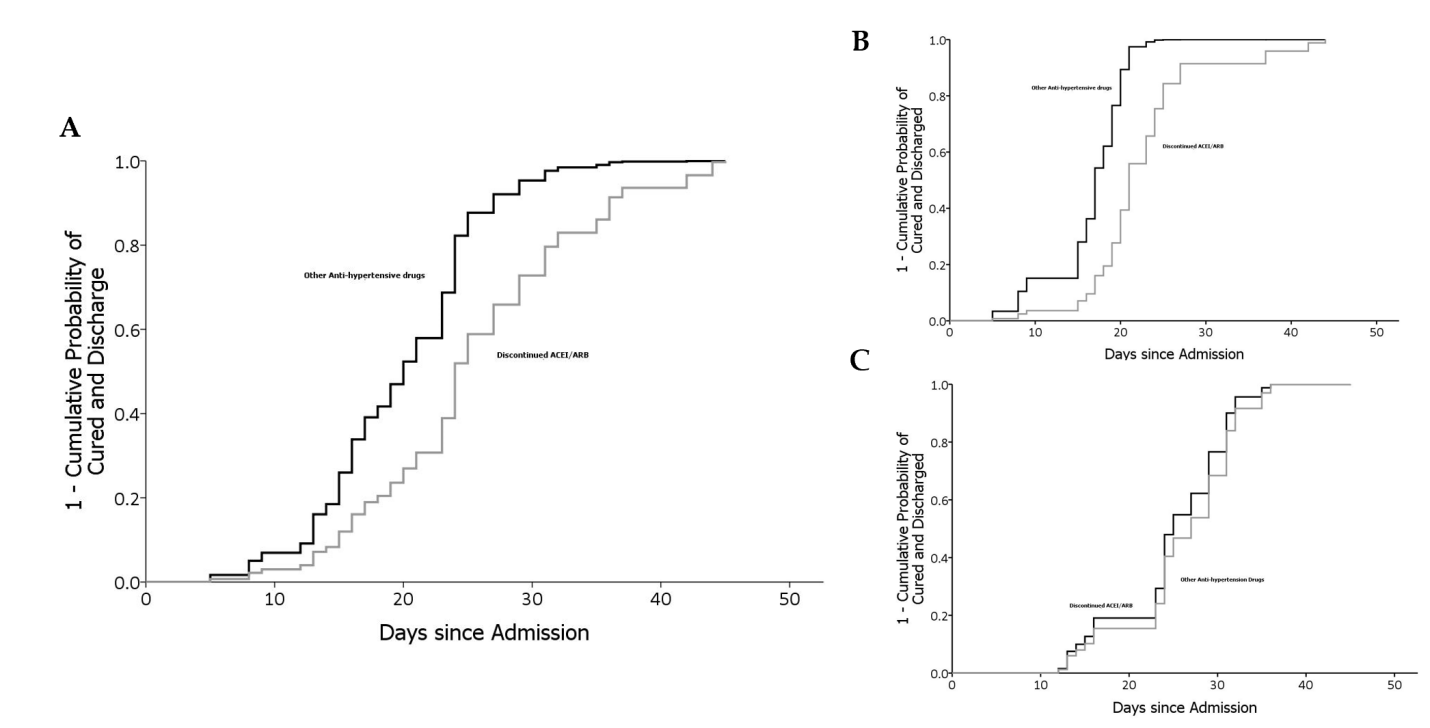 A
1 - Cumulative Probability of
Cured and Discharge
1.0
0.8
0.6
0.4
0.2
0.0
Other Anti-hypertensive drugs
Discontinued ACEI/ARB
0 10 20 30 40 50
Days since Admission
B
1 - Cumulative Probability of
Cured and Discharged
1.0
0.8
0.6
0.4
0.2
0.0
Other Anti-hypertensive drugs
Discontinued ACEI/ARB
0 10 20 30 40 50
Days since Admission
C
1 - Cumulative Probability of
Cured and Discharged
1.0
0.8
0.6
0.4
0.2
0.0
Other Anti-hypertension Drugs
Discontinued ACEI/ARB
0 10 20 30 40 50
Days since Admission